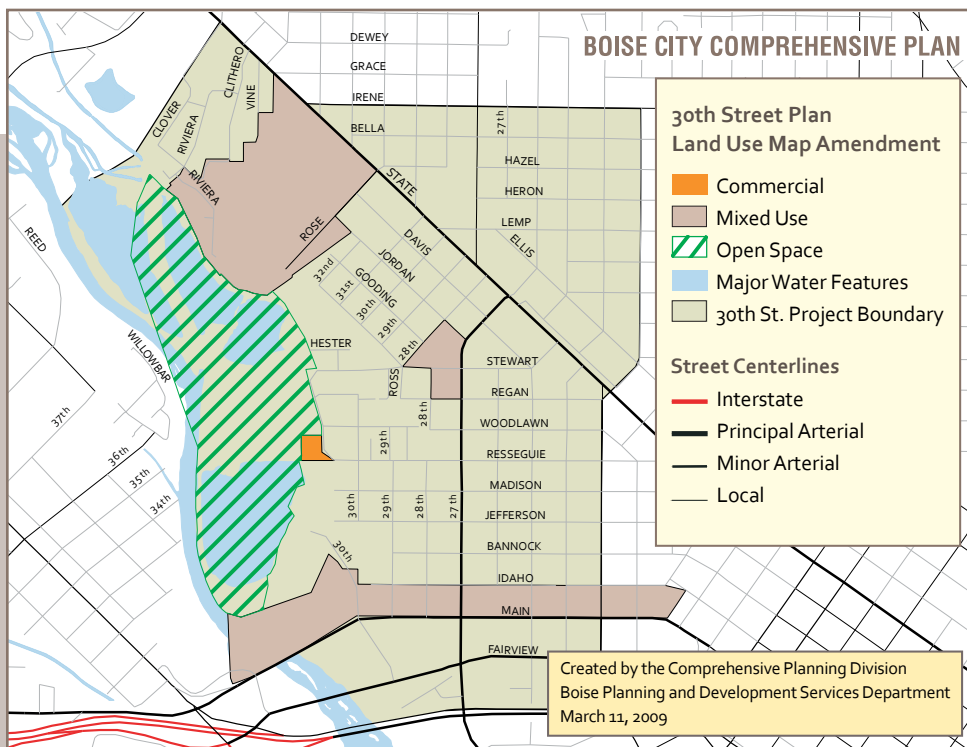 BOISE CITY COMPREHENSIVE PLAN
30th Street Plan
Land Use Map Amendment
Commercial
Mixed Use
Open Space
Major Water Features
30th St. Project Boundary
Street Centerlines
Interstate
Principal Arterial
Minor Arterial
Local
DEWEY
GRACE
IRENE
BELLA
27th
HAZEL
HERON
LEMP
ELLIS
STATE
CLOVER
RIVIERA
CLITHERO
VINE
RIVIERA
ROSE
REED
DAVIS
JORDAN
GOODING
32nd
31st
30th
29th
28th
HESTER
ROSS
STEWART
REGAN
28th
WOODLAWN
29th
RESSEGUIE
WILLOWBAR
37th
36th
35th
34th
MADISON
30th
29th
28th
27th
JEFFERSON
BANNOCK
30th
IDAHO
MAIN
FAIRVIEW
Created by the Comprehensive Planning Division
Boise Planning and Development Services Department
March 11, 2009